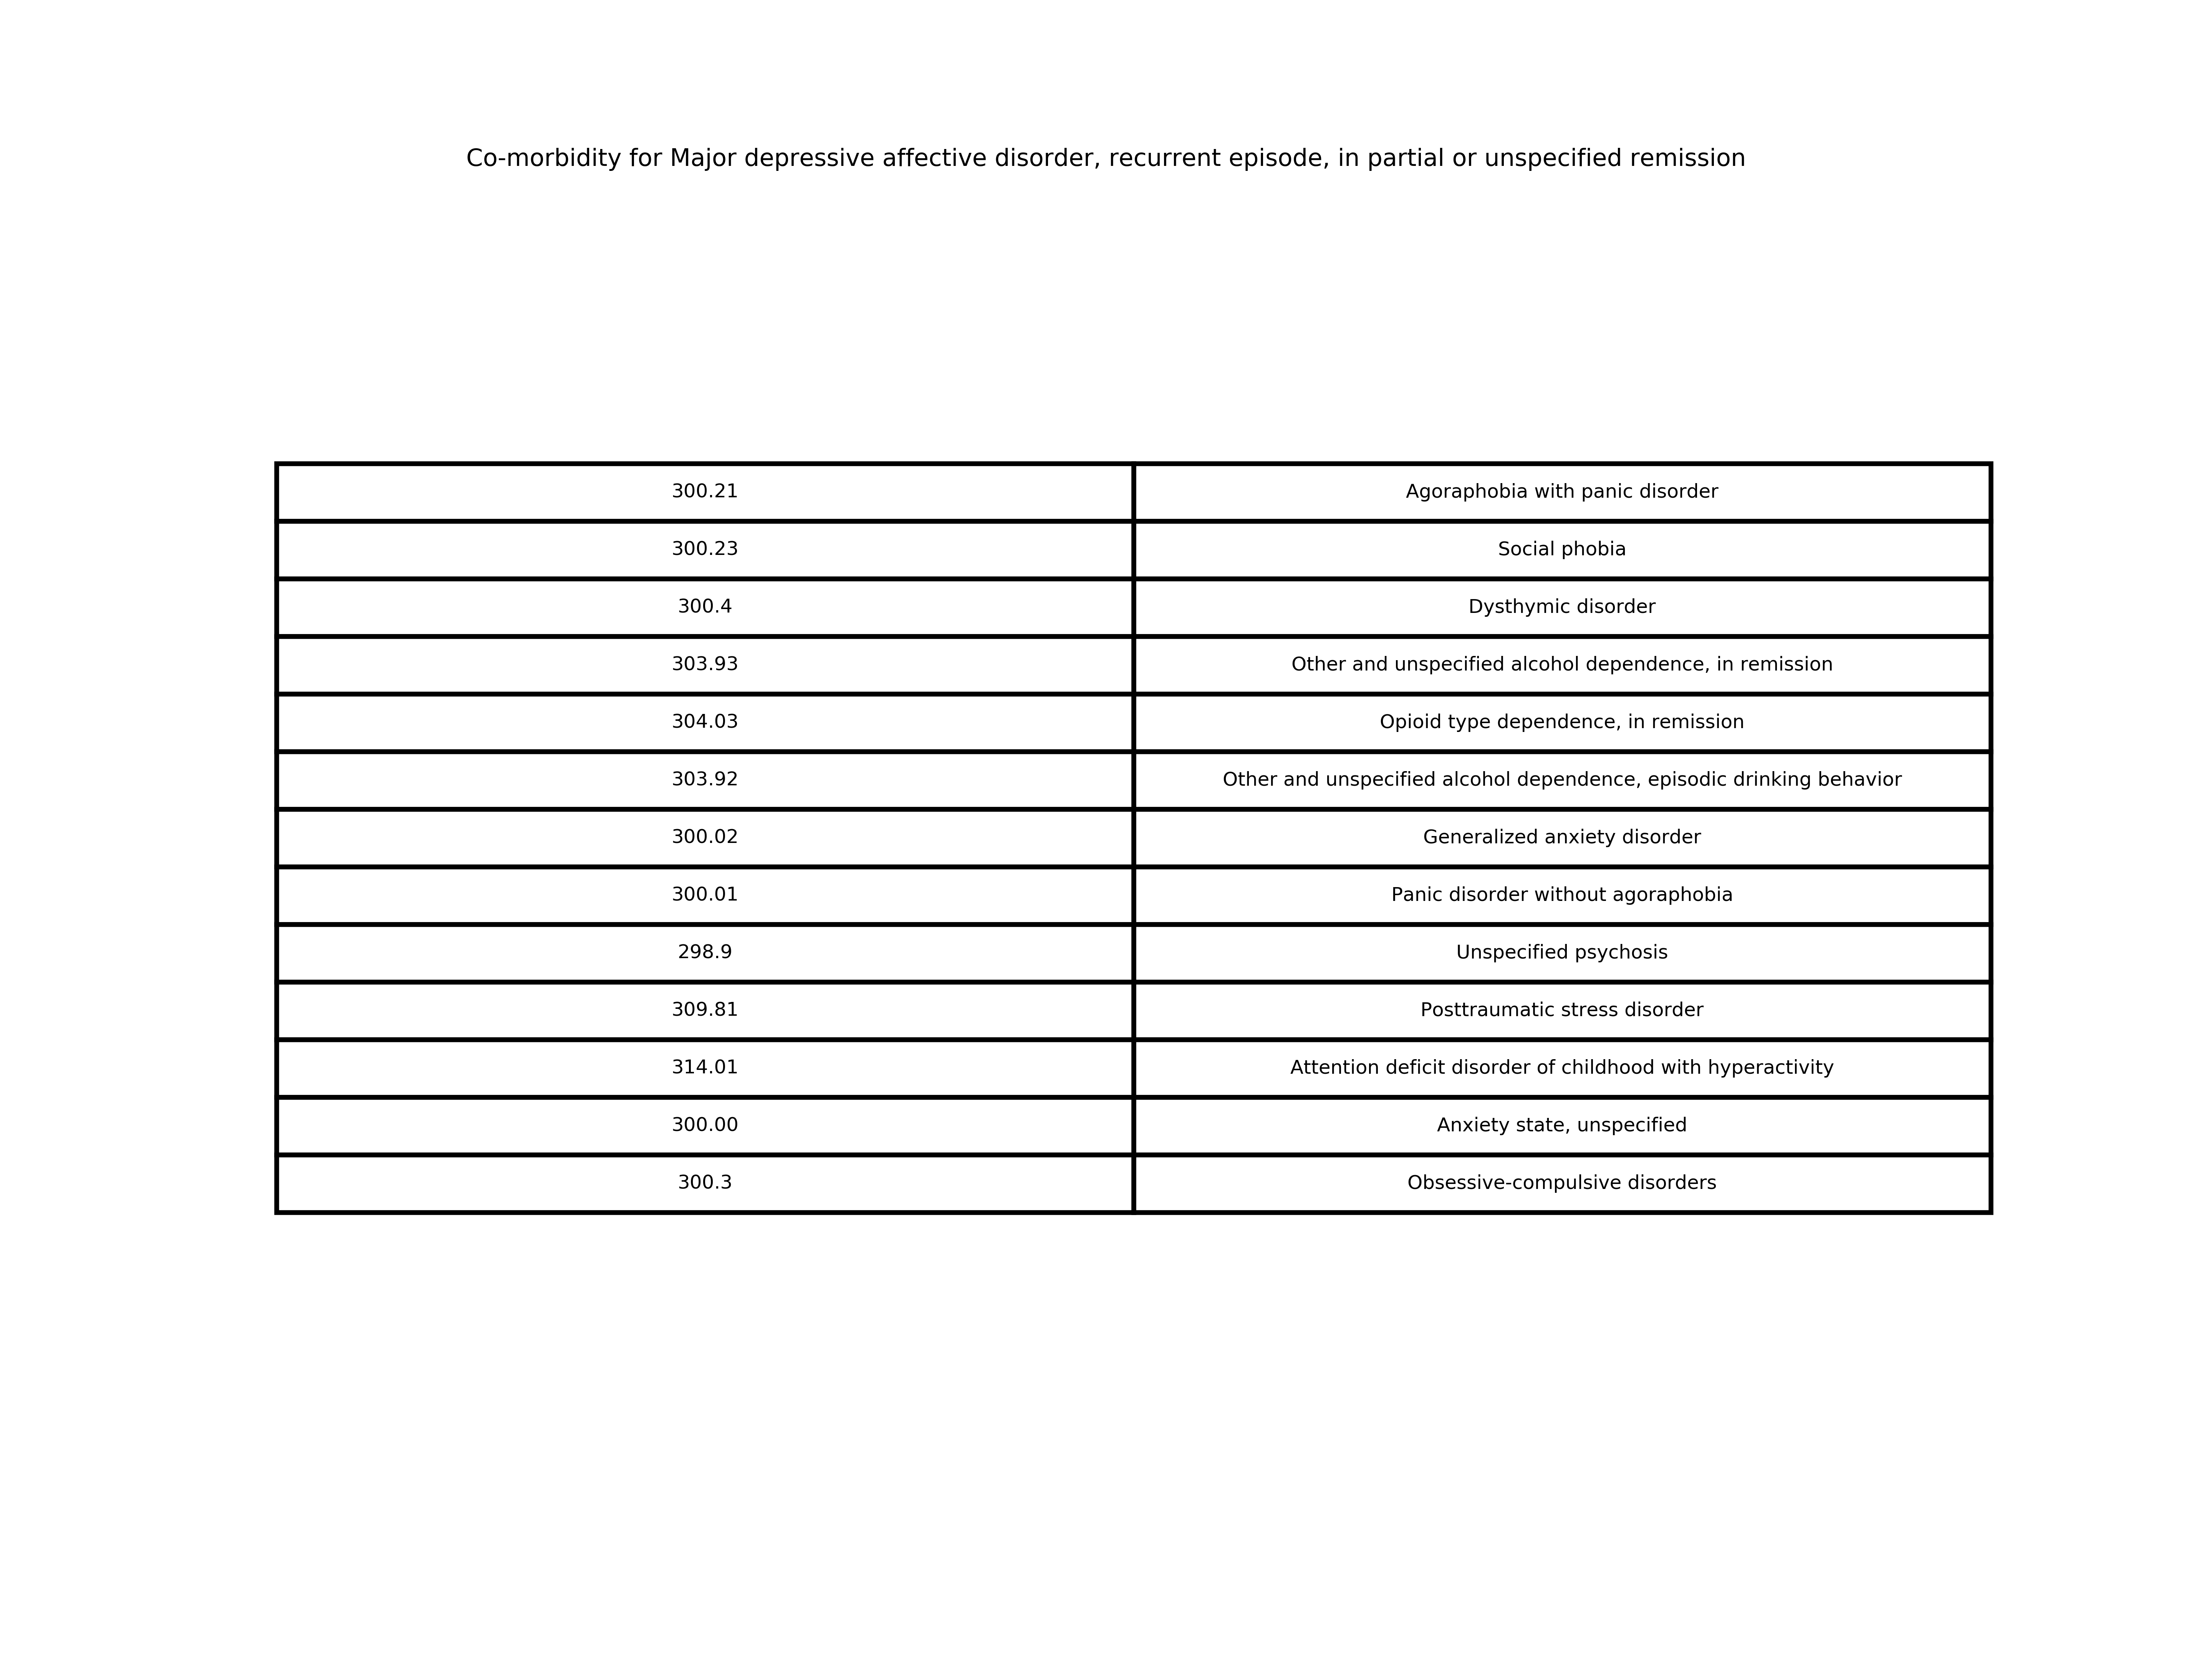 Co-morbidity for Major depressive affective disorder, recurrent episode, in partial or unspecified remission
300.21 Agoraphobia with panic disorder
300.23 Social phobia
300.4 Dysthymic disorder
303.93 Other and unspecified alcohol dependence, in remission
304.03 Opioid type dependence, in remission
303.92 Other and unspecified alcohol dependence, episodic drinking behavior
300.02 Generalized anxiety disorder
300.01 Panic disorder without agoraphobia
298.9 Unspecified psychosis
309.81 Posttraumatic stress disorder
314.01 Attention deficit disorder of childhood with hyperactivity
300.00 Anxiety state, unspecified
300.3 Obsessive-compulsive disorders